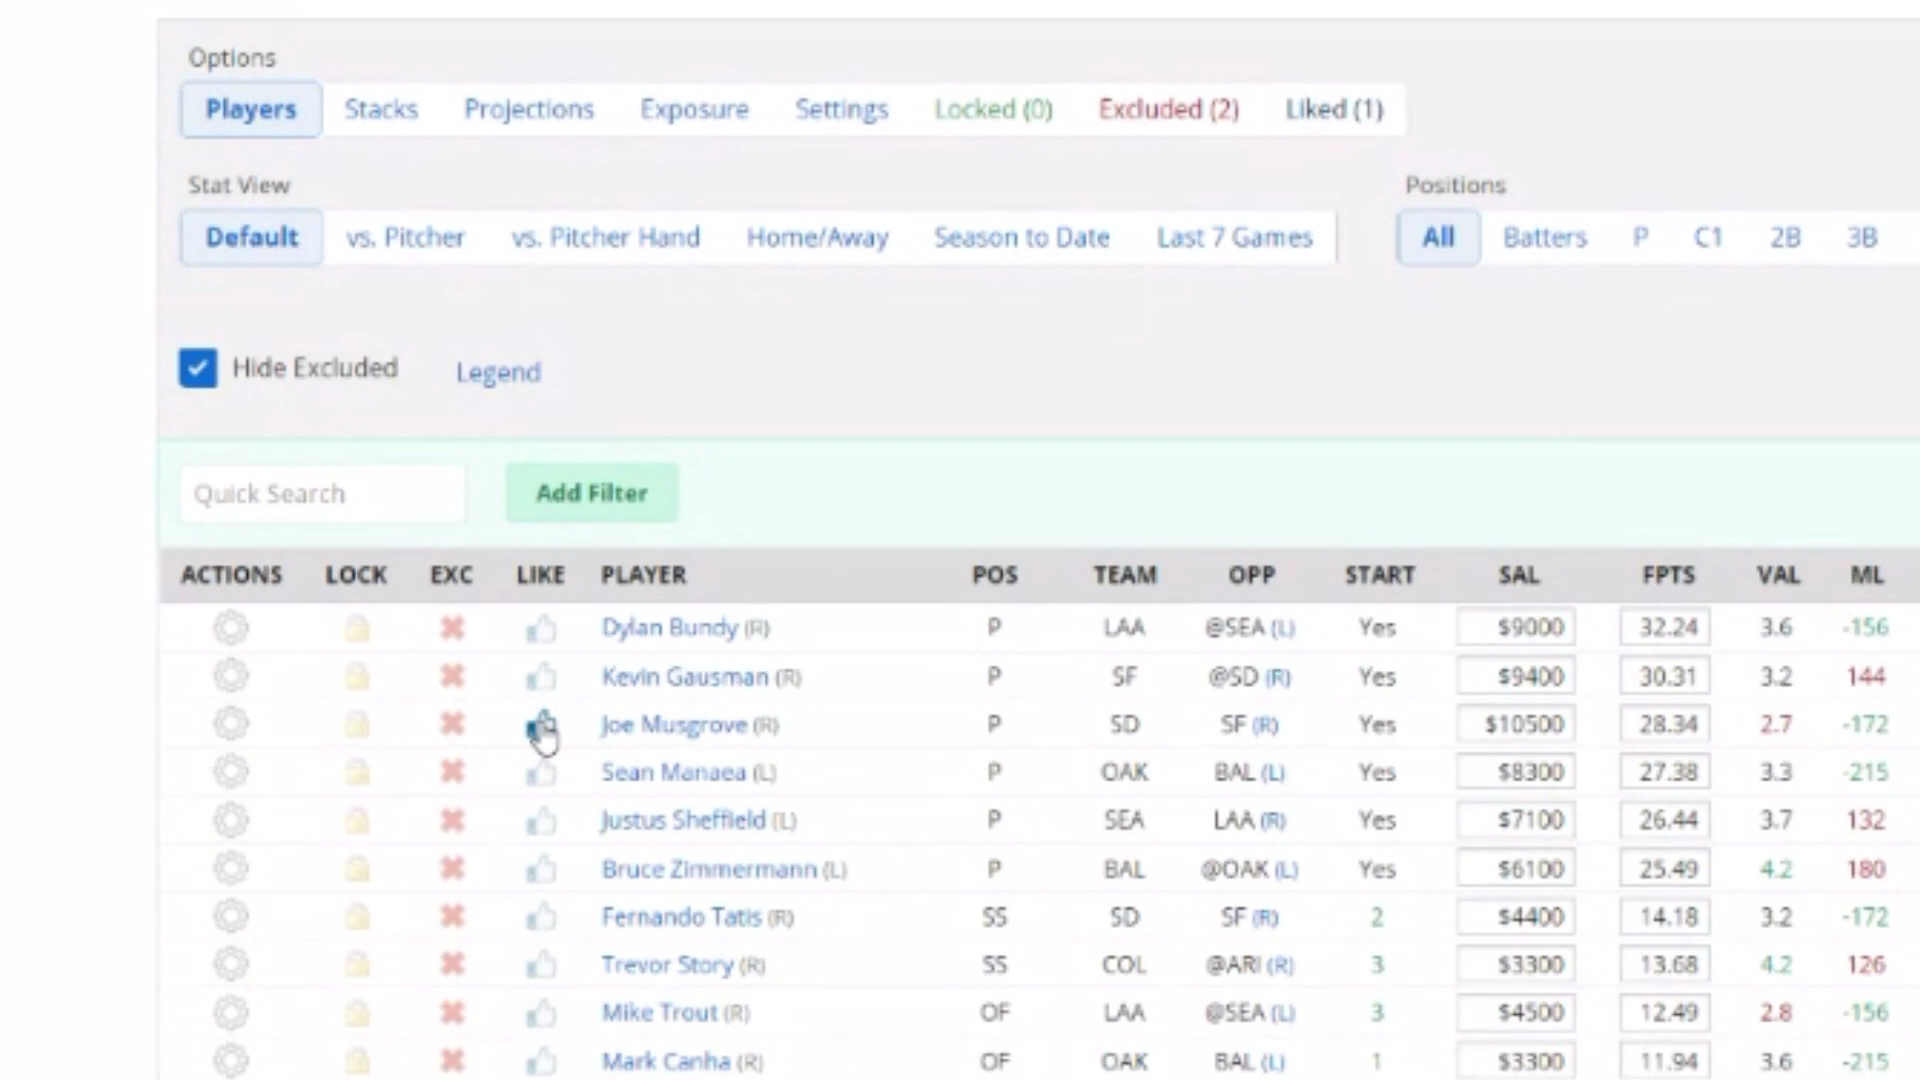 Options
Players Stacks Projections Exposure Settings Locked (0) Excluded (2) Liked (1)
Stat View Positions
Default vs. Pitcher vs. Pitcher Hand Home/Away Season to Date Last 7 Games All Batters P C1 2B 3B
Hide Excluded Legend
Quick Search Add Filter
ACTIONS LOCK EXC LIKE PLAYER POS TEAM OPP START SAL FPTS VAL ML
Dylan Bundy (R) P LAA @SEA (L) Yes $9000 32.24 3.6 -156
Kevin Gausman (R) P SF @SD (R) Yes $9400 30.31 3.2 144
Joe Musgrove (R) P SD SF (R) Yes $10500 28.34 2.7 -172
Sean Manaea (L) P OAK BAL (L) Yes $8300 27.38 3.3 -215
Justus Sheffield (L) P SEA LAA (R) Yes $7100 26.44 3.7 132
Bruce Zimmermann (L) P BAL @OAK (L) Yes $6100 25.49 4.2 180
Fernando Tatis (R) SS SD SF (R) 2 $4400 14.18 3.2 -172
Trevor Story (R) SS COL @ARI (R) 3 $3300 13.68 4.2 126
Mike Trout (R) OF LAA @SEA (L) 3 $4500 12.49 2.8 -156
Mark Canha (R) OF OAK BAL (L) 1 $3300 11.94 3.6 -215